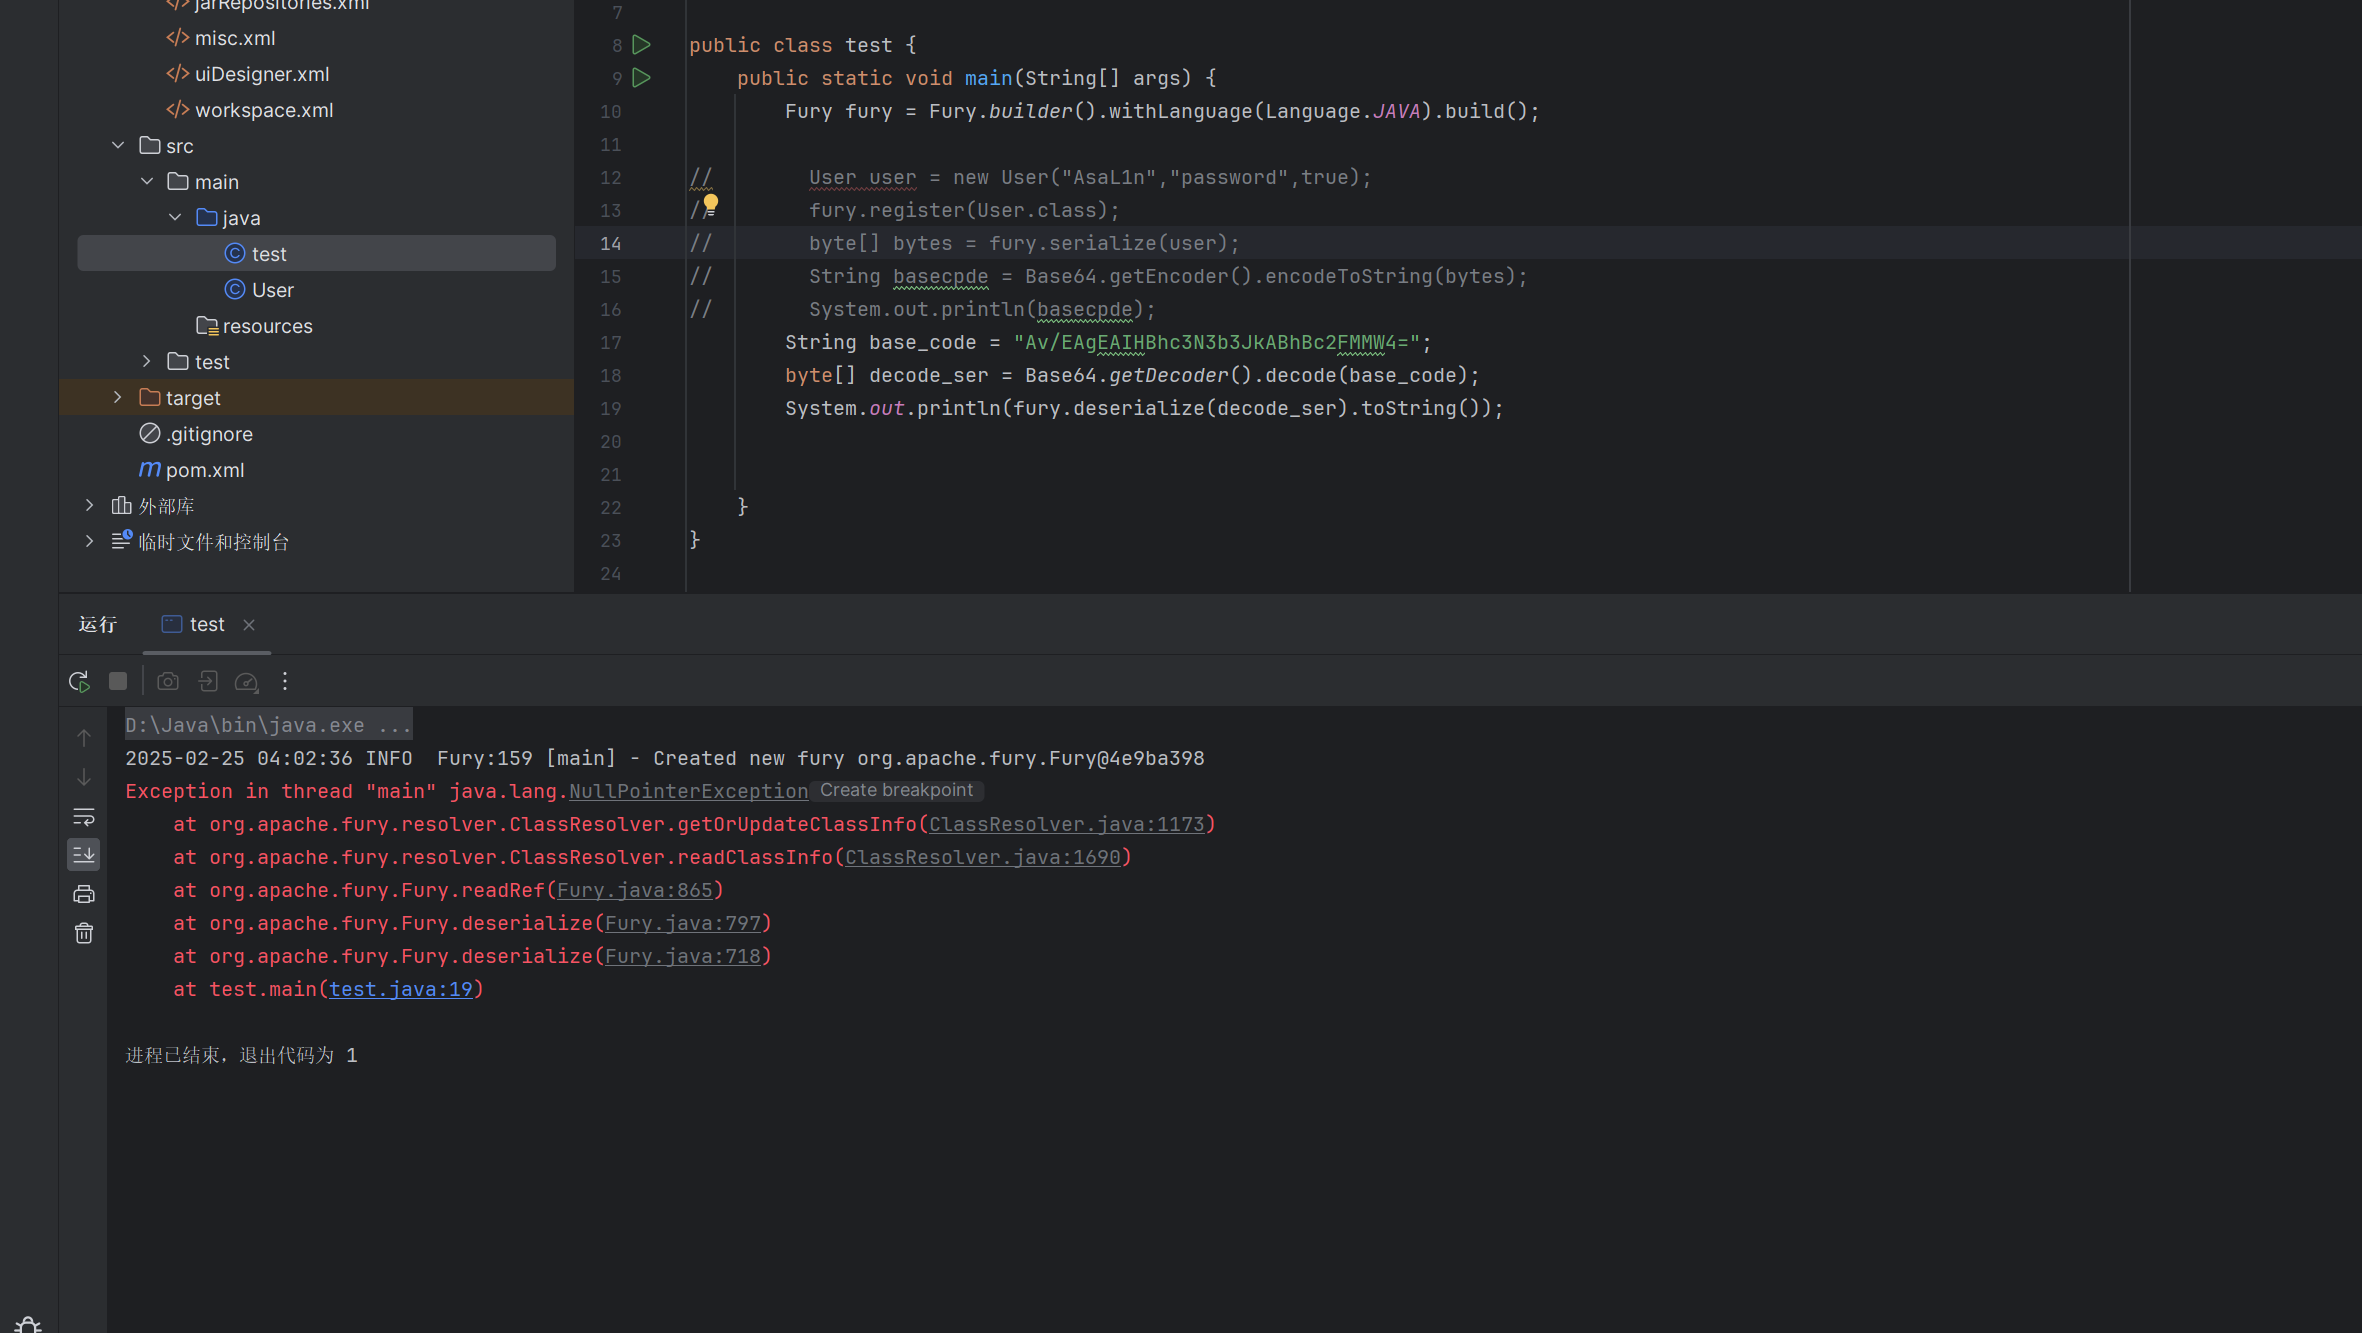 jarRepositories.xml
misc.xml
uiDesigner.xml
workspace.xml
src
main
java
test
User
resources
test
target
.gitignore
pom.xml
外部库
临时文件和控制台
7
8 public class test {
9 public static void main(String[] args) {
10 Fury fury = Fury.builder().withLanguage(Language.JAVA).build();
11
12 // User user = new User("AsaL1n","password",true);
13 // fury.register(User.class);
14 // byte[] bytes = fury.serialize(user);
15 // String basecpde = Base64.getEncoder().encodeToString(bytes);
16 // System.out.println(basecpde);
17 String base_code = "Av/EAgEAIHBhc3N3b3JkABhBc2FMMW4=";
18 byte[] decode_ser = Base64.getDecoder().decode(base_code);
19 System.out.println(fury.deserialize(decode_ser).toString());
20
21
22 }
23 }
24
运行 test
D:\Java\bin\java.exe ...
2025-02-25 04:02:36 INFO  Fury:159 [main] - Created new fury org.apache.fury.Fury@4e9ba398
Exception in thread "main" java.lang.NullPointerException Create breakpoint
at org.apache.fury.resolver.ClassResolver.getOrUpdateClassInfo(ClassResolver.java:1173)
at org.apache.fury.resolver.ClassResolver.readClassInfo(ClassResolver.java:1690)
at org.apache.fury.Fury.readRef(Fury.java:865)
at org.apache.fury.Fury.deserialize(Fury.java:797)
at org.apache.fury.Fury.deserialize(Fury.java:718)
at test.main(test.java:19)
进程已结束，退出代码为 1